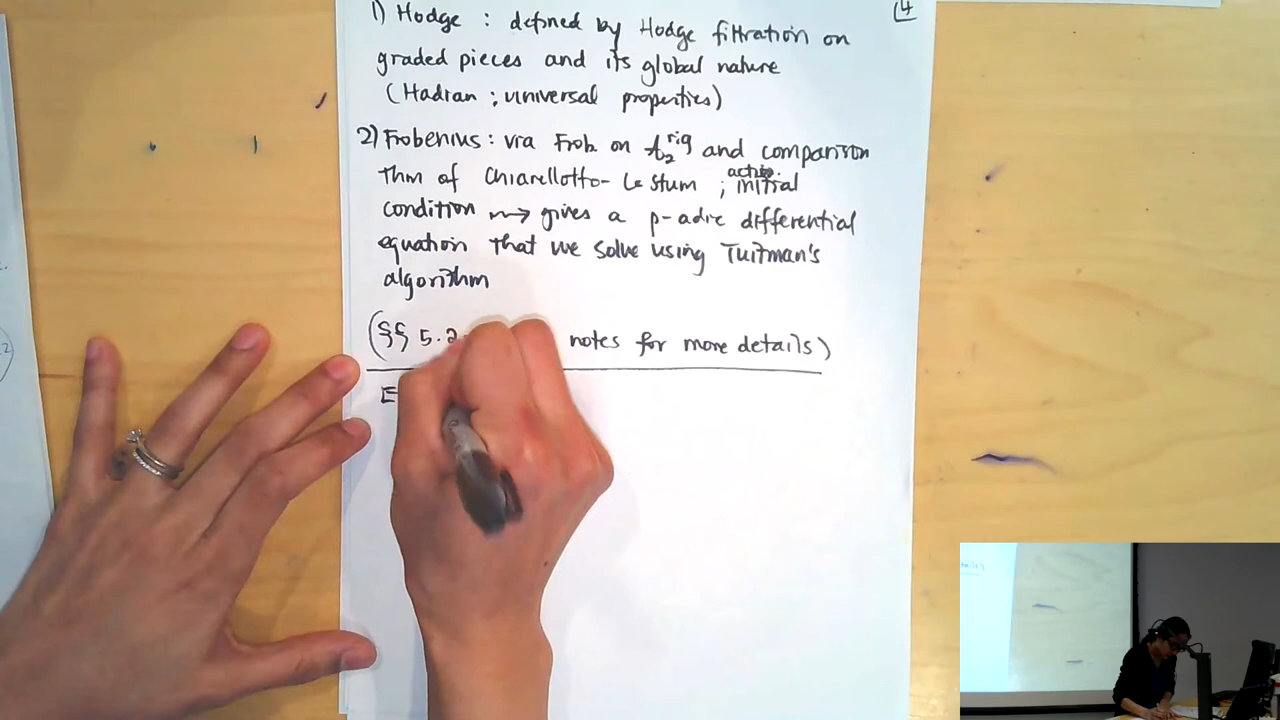 4
1) Hodge : defined by Hodge filtration on
graded pieces and its global nature
(Hadian ; universal properties)
2) Frobenius : via Frob. on A_2^rig and comparison
thm of Chiarellotto-Le Stum ; initial
condition ⇝ gives a p-adic differential
equation that we solve using Tuitman's
algorithm
(§§ 5.2 notes for more details)
E